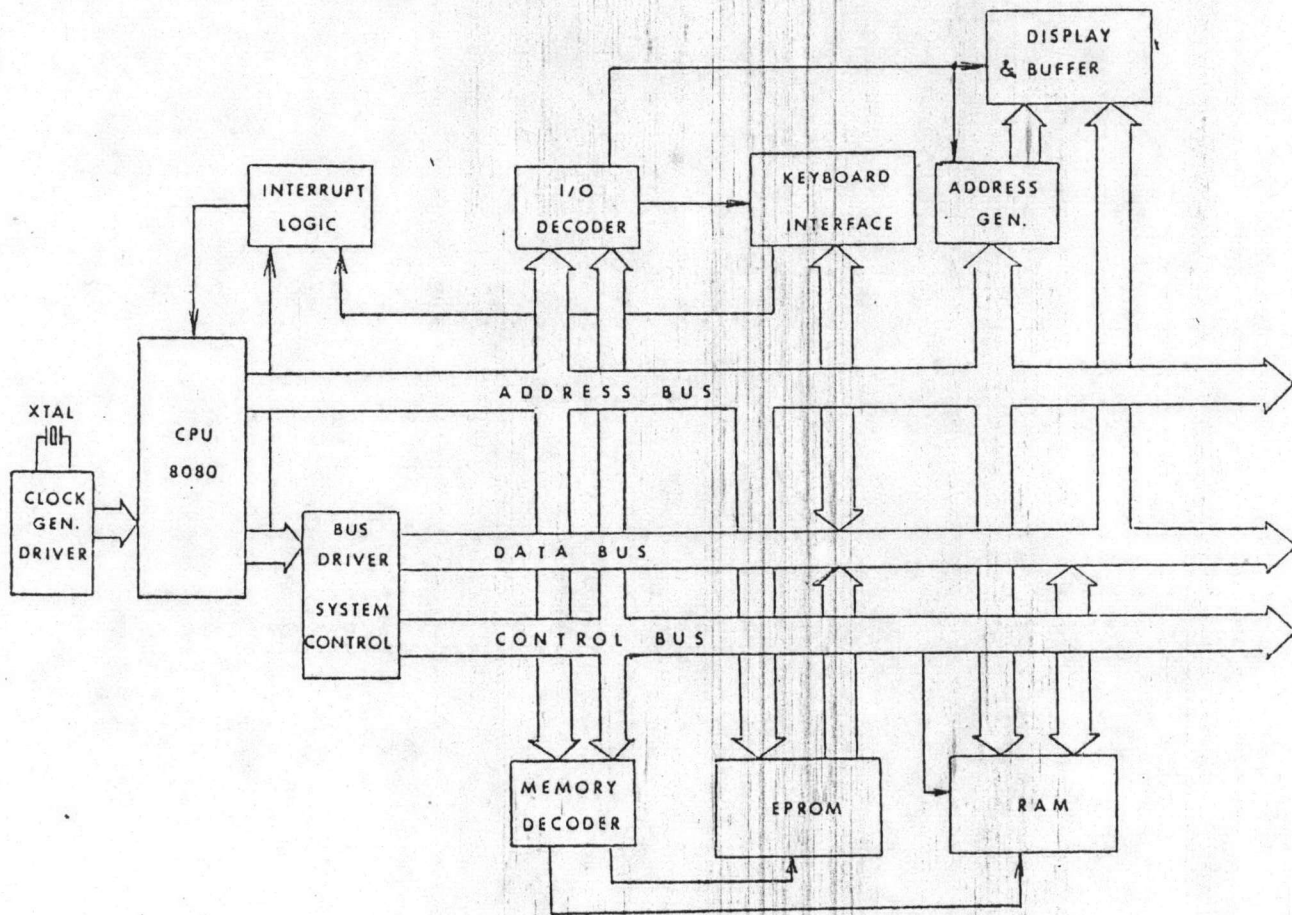 DISPLAY
& BUFFER
INTERRUPT
LOGIC
I/O
DECODER
KEYBOARD
INTERFACE
ADDRESS
GEN.
ADDRESS BUS
XTAL
CPU
8080
CLOCK
GEN.
DRIVER
BUS
DRIVER
SYSTEM
CONTROL
DATA BUS
CONTROL BUS
MEMORY
DECODER
EPROM
RAM